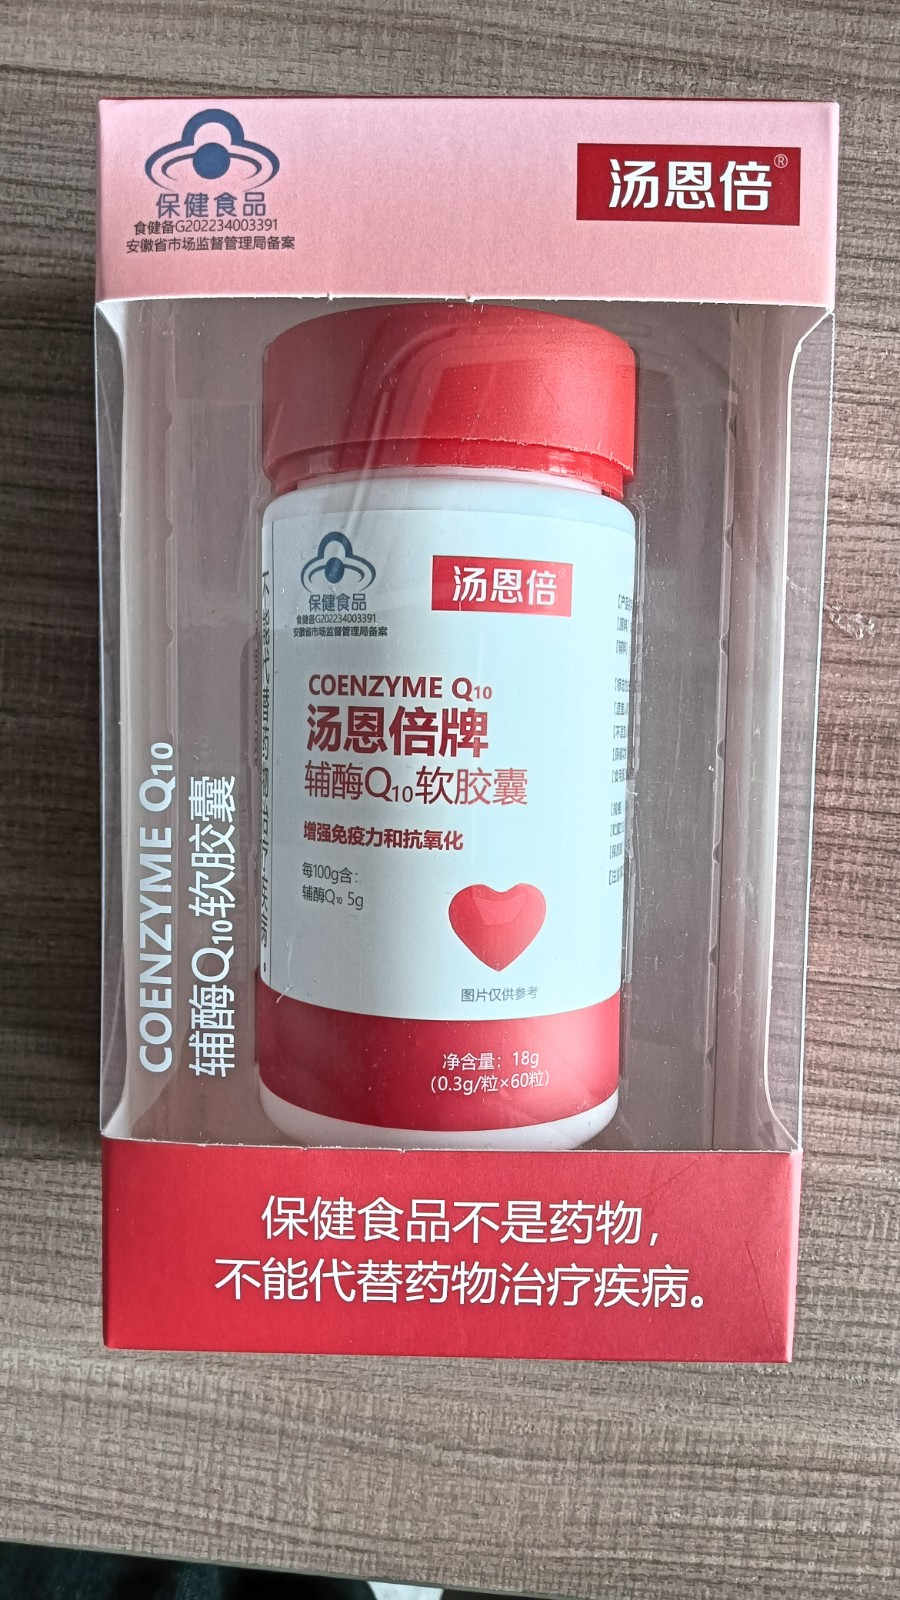 保健食品
食健备G202234003391
安徽省市场监督管理局备案
汤恩倍®
保健食品
食健备G202234003391
安徽省市场监督管理局备案
汤恩倍
COENZYME Q10
汤恩倍牌
辅酶Q10软胶囊
增强免疫力和抗氧化
每100g含：
辅酶Q10 5g
图片仅供参考
净含量：18g
（0.3g/粒×60粒）
COENZYME Q10
辅酶Q10软胶囊
保健食品不是药物，
不能代替药物治疗疾病。